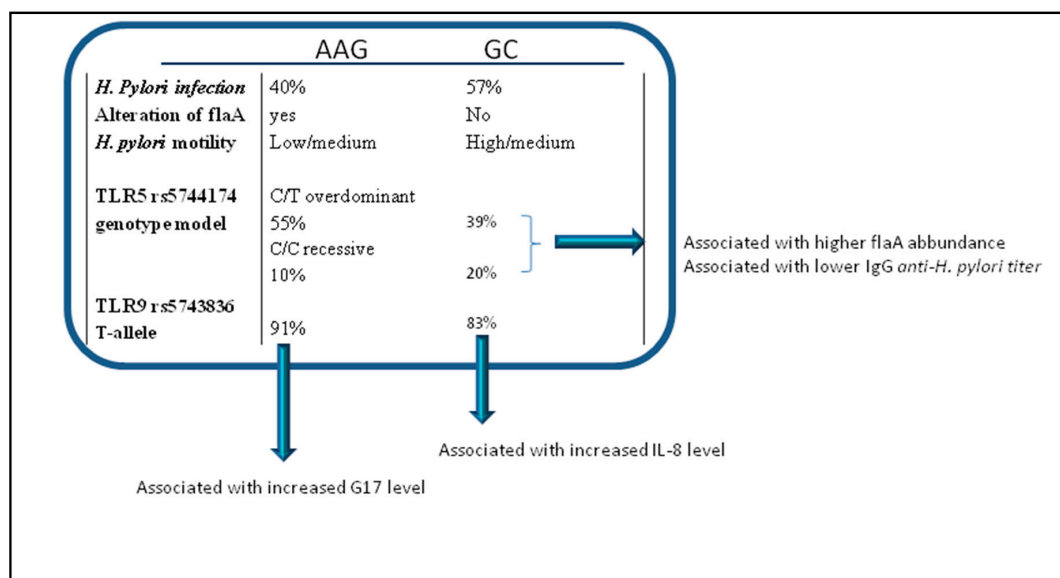 AAG GC
H. Pylori infection 40% 57%
Alteration of flaA yes No
H. pylori motility Low/medium High/medium
TLR5 rs5744174 C/T overdominant
genotype model 55% 39%
C/C recessive
10% 20%
Associated with higher flaA abbundance
Associated with lower IgG anti-H. pylori titer
TLR9 rs5743836
T-allele 91% 83%
Associated with increased IL-8 level
Associated with increased G17 level